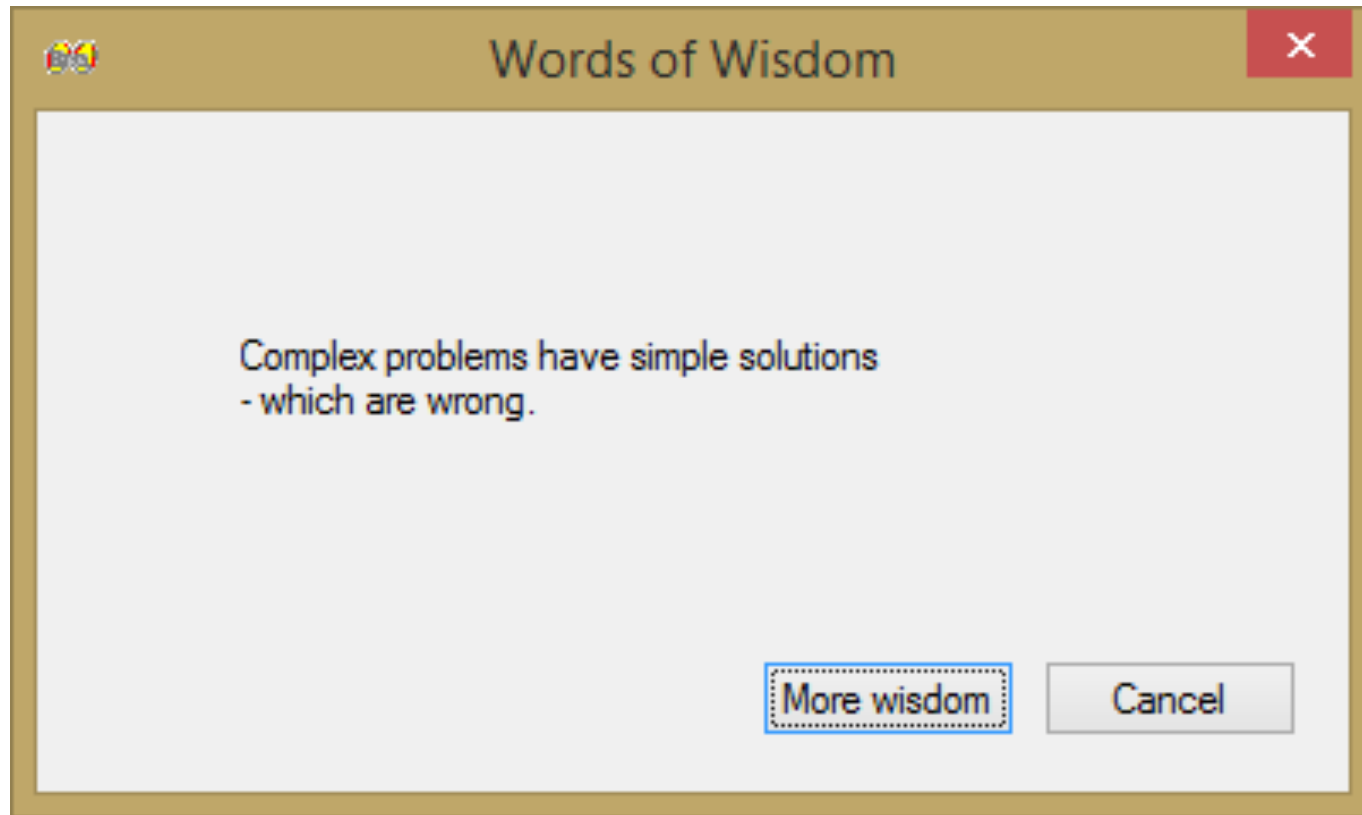 Words of Wisdom
Complex problems have simple solutions
- which are wrong.
More wisdom
Cancel